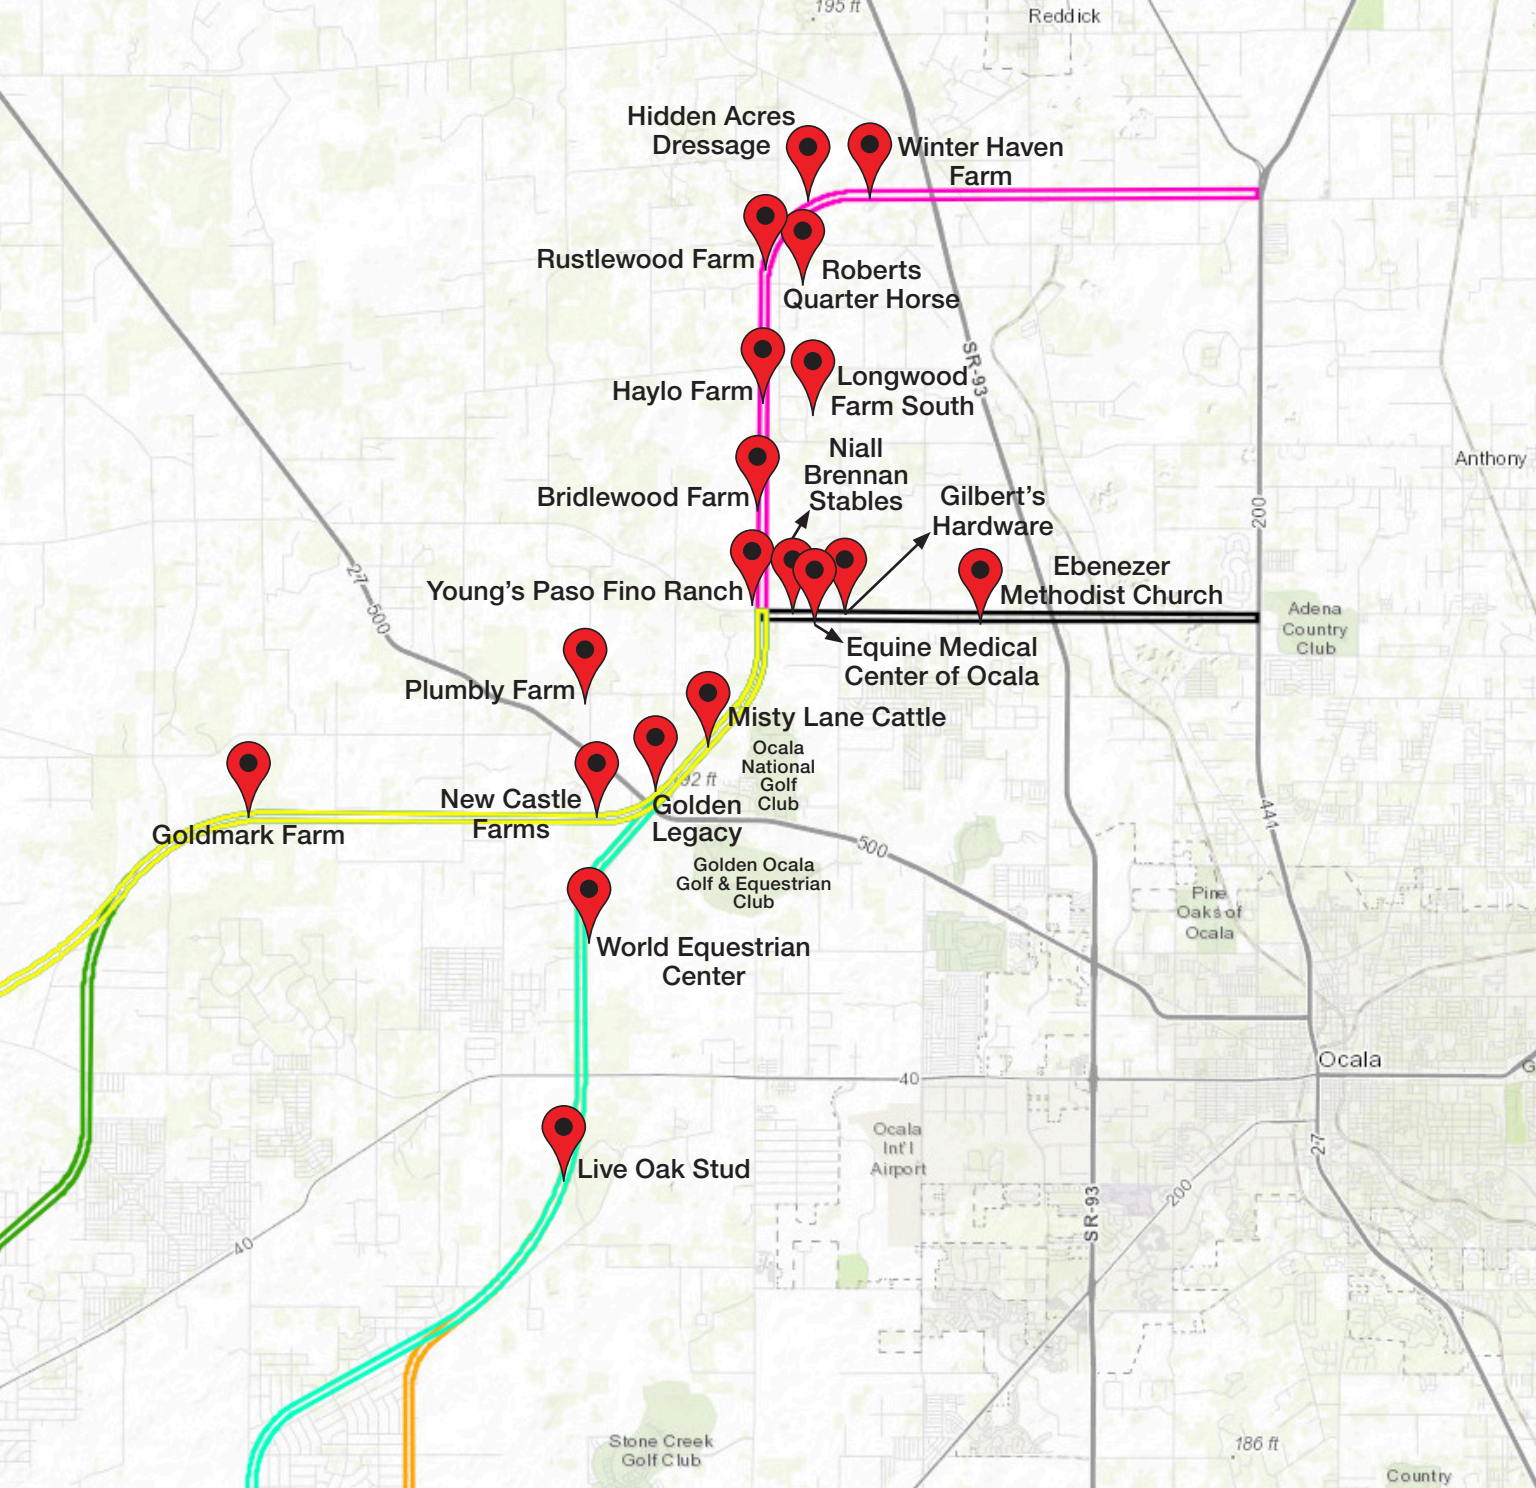 195 ft
Reddick
Hidden Acres
Dressage
Winter Haven
Farm
Rustlewood Farm
Roberts
Quarter Horse
SR-93
Haylo Farm
Longwood
Farm South
Niall
Brennan
Stables
Anthony
Bridlewood Farm
Gilbert’s
Hardware
200
27
500
Young’s Paso Fino Ranch
Ebenezer
Methodist Church
Adena
Country
Club
Equine Medical
Center of Ocala
Plumbly Farm
Misty Lane Cattle
Ocala
National
Golf
Club
92 ft
New Castle
Farms
Golden
Legacy
Goldmark Farm
441
500
Golden Ocala
Golf & Equestrian
Club
Pine
Oaks of
Ocala
World Equestrian
Center
Ocala
40
Ocala
Int'l
Airport
27
Live Oak Stud
SR-93
200
40
Stone Creek
Golf Club
186 ft
Country